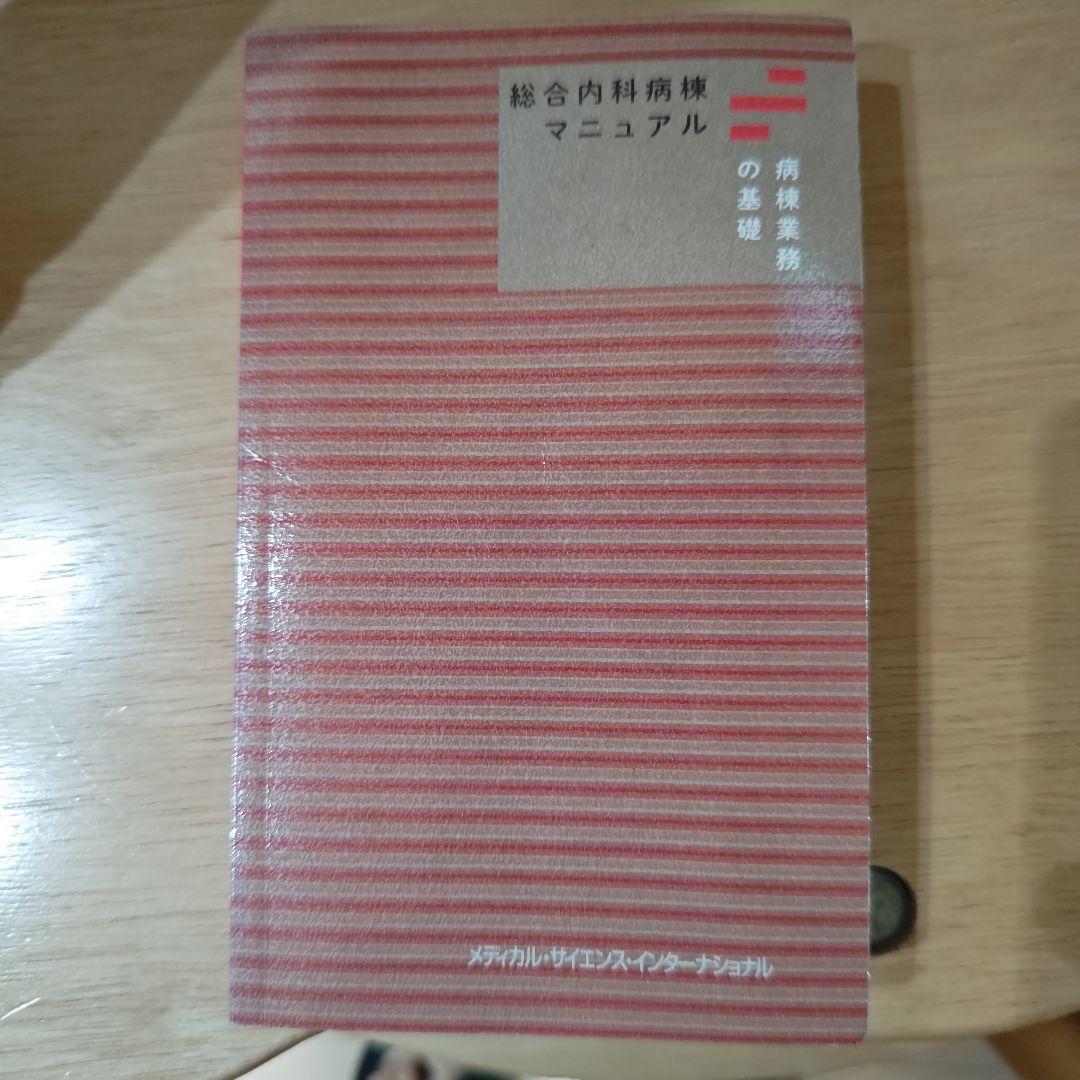 総合内科病棟
マニュアル
病棟業務
の基礎
メディカル・サイエンス・インターナショナル